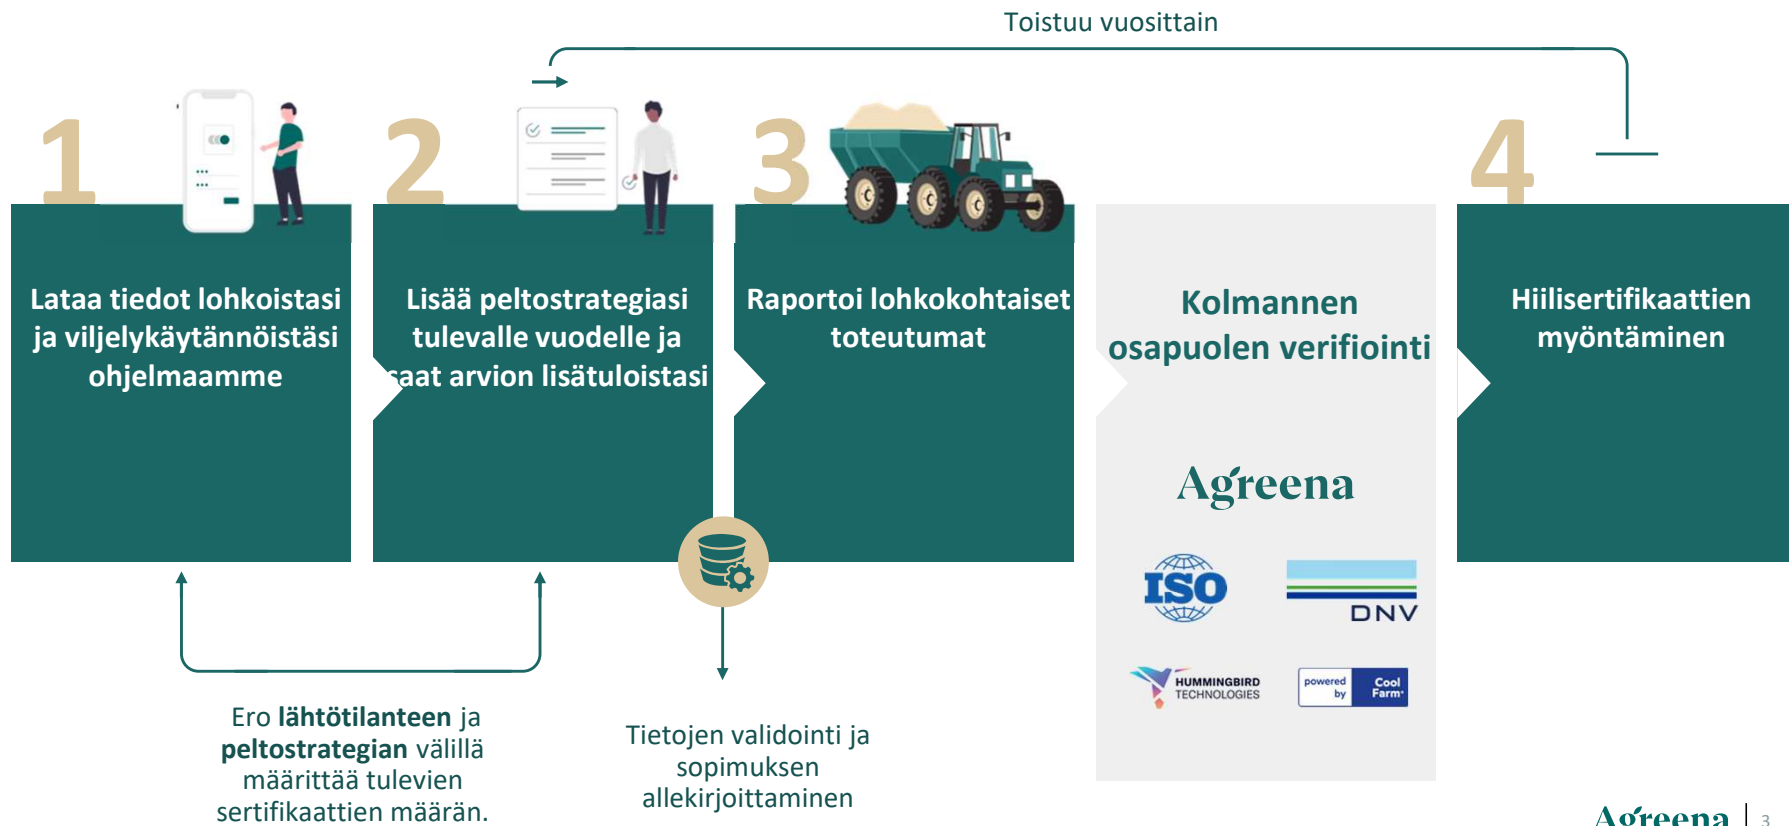 Toistuu vuosittain
1
2
3
4
Lataa tiedot lohkoistasi
ja viljelykäytännöistäsi
ohjelmaamme
Lisää peltostrategiasi
tulevalle vuodelle ja
saat arvion lisätuloistasi
Raportoi lohkokohtaiset
toteutumat
Kolmannen
osapuolen verifiointi
Agreena
ISO
DNV
HUMMINGBIRD
TECHNOLOGIES
powered
by
Cool
Farm
Hiilisertifikaattien
myöntäminen
Ero lähtötilanteen ja
peltostrategian välillä
määrittää tulevien
sertifikaattien määrän.
Tietojen validointi ja
sopimuksen
allekirjoittaminen
Agreena | 3